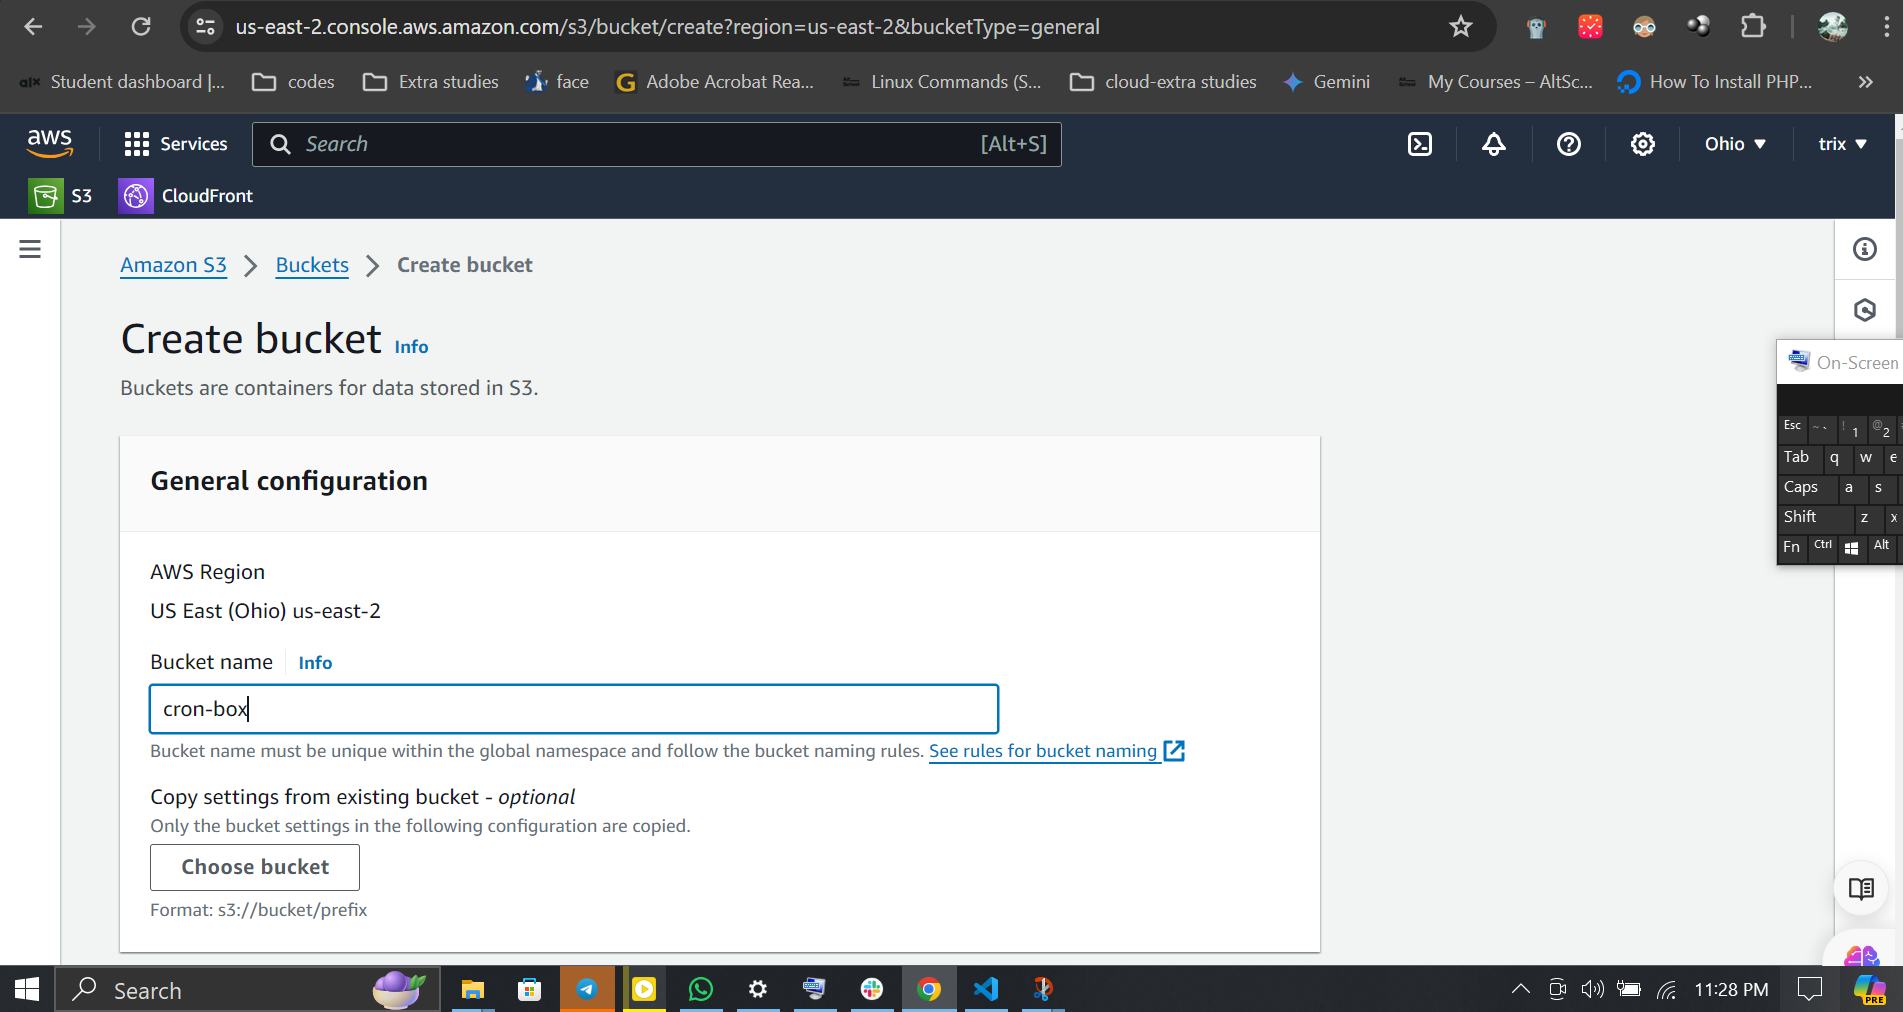 us-east-2.console.aws.amazon.com/s3/bucket/create?region=us-east-2&bucketType=general
alx Student dashboard |... codes Extra studies face G Adobe Acrobat Rea... Linux Commands (S... cloud-extra studies Gemini My Courses – AltSc... How To Install PHP... »
aws Services Search [Alt+S] Ohio ▼ trix ▼
S3 CloudFront
Amazon S3 > Buckets > Create bucket
Create bucket Info
Buckets are containers for data stored in S3.
On-Screen
Esc ~ ` ! 1 @ 2
Tab q w e
Caps a s
Shift z x
Fn Ctrl Alt
General configuration
AWS Region
US East (Ohio) us-east-2
Bucket name Info
cron-box
Bucket name must be unique within the global namespace and follow the bucket naming rules. See rules for bucket naming
Copy settings from existing bucket - optional
Only the bucket settings in the following configuration are copied.
Choose bucket
Format: s3://bucket/prefix
Search 11:28 PM PRE